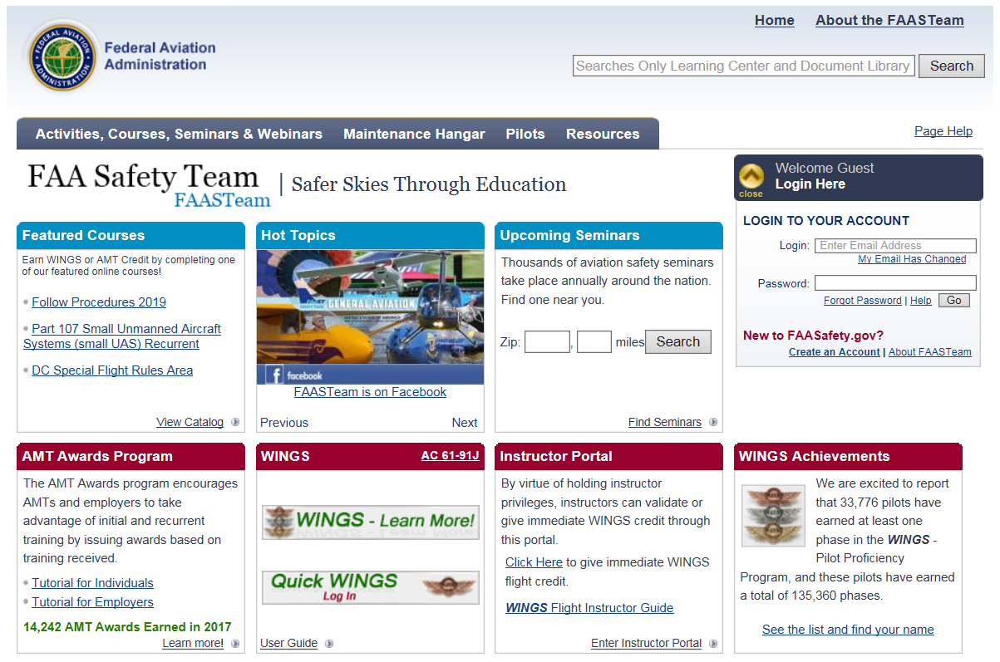 Home About the FAASTeam
Federal Aviation
Administration
FEDERAL AVIATION
ADMINISTRATION
Searches Only Learning Center and Document Library Search
Activities, Courses, Seminars & Webinars Maintenance Hangar Pilots Resources
Page Help
FAA Safety Team
FAASTeam
| Safer Skies Through Education
close
Welcome Guest
Login Here
LOGIN TO YOUR ACCOUNT
Login: Enter Email Address
My Email Has Changed
Password:
Forgot Password | Help Go
New to FAASafety.gov?
Create an Account | About FAASTeam
Featured Courses
Earn WINGS or AMT Credit by completing one
of our featured online courses!
Follow Procedures 2019
Part 107 Small Unmanned Aircraft
Systems (small UAS) Recurrent
DC Special Flight Rules Area
View Catalog
Hot Topics
GENERAL AVIATION
UNITED STATES OF AMERICA
f facebook
FAASTeam is on Facebook
Previous Next
Upcoming Seminars
Thousands of aviation safety seminars
take place annually around the nation.
Find one near you.
Zip: , miles Search
Find Seminars
AMT Awards Program
The AMT Awards program encourages
AMTs and employers to take
advantage of initial and recurrent
training by issuing awards based on
training received.
Tutorial for Individuals
Tutorial for Employers
14,242 AMT Awards Earned in 2017
Learn more!
WINGS AC 61-91J
WINGS - Learn More!
Quick WINGS
Log In
User Guide
Instructor Portal
By virtue of holding instructor
privileges, instructors can validate or
give immediate WINGS credit through
this portal.
Click Here to give immediate WINGS
flight credit.
WINGS Flight Instructor Guide
Enter Instructor Portal
WINGS Achievements
We are excited to report
that 33,776 pilots have
earned at least one
phase in the WINGS -
Pilot Proficiency
Program, and these pilots have earned
a total of 135,360 phases.
See the list and find your name